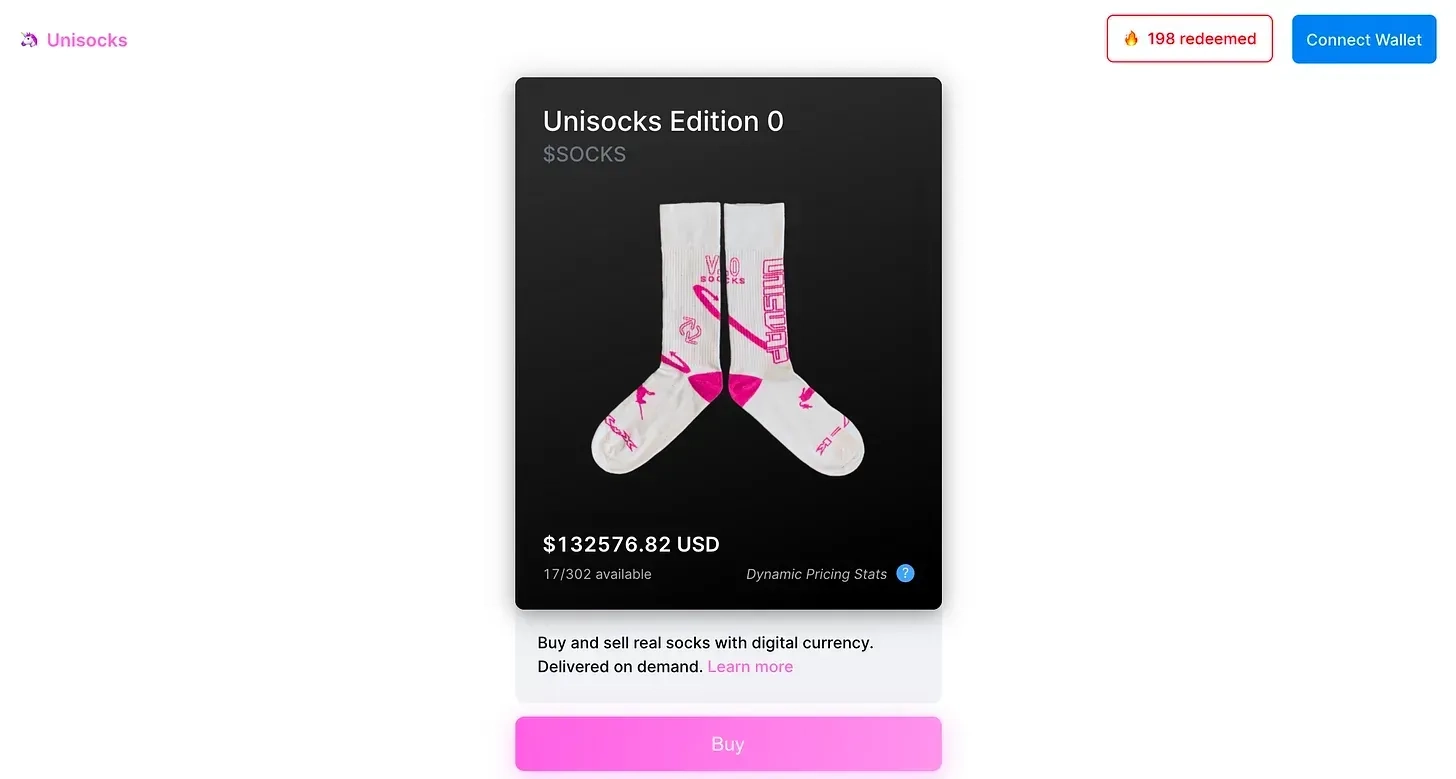 Unisocks
🔥 198 redeemed
Connect Wallet
Unisocks Edition 0
$SOCKS
V1.0
SOCKS
UNISWAP
$132576.82 USD
17/302 available
Dynamic Pricing Stats ?
Buy and sell real socks with digital currency.
Delivered on demand. Learn more
Buy